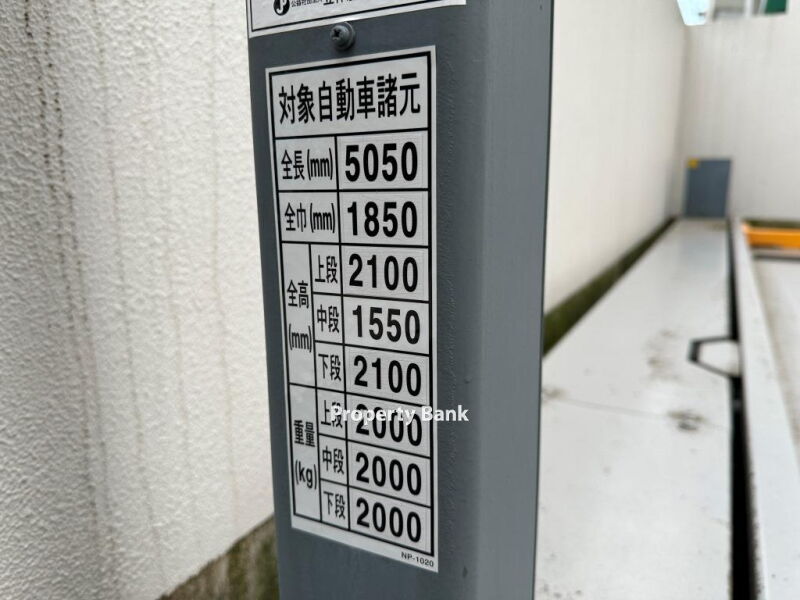 対象自動車諸元
全長(mm) 5050
全巾(mm) 1850
全高(mm) 上段 2100
中段 1550
下段 2100
重量(kg) 上段 2000
中段 2000
下段 2000
NP-1020
Property Bank